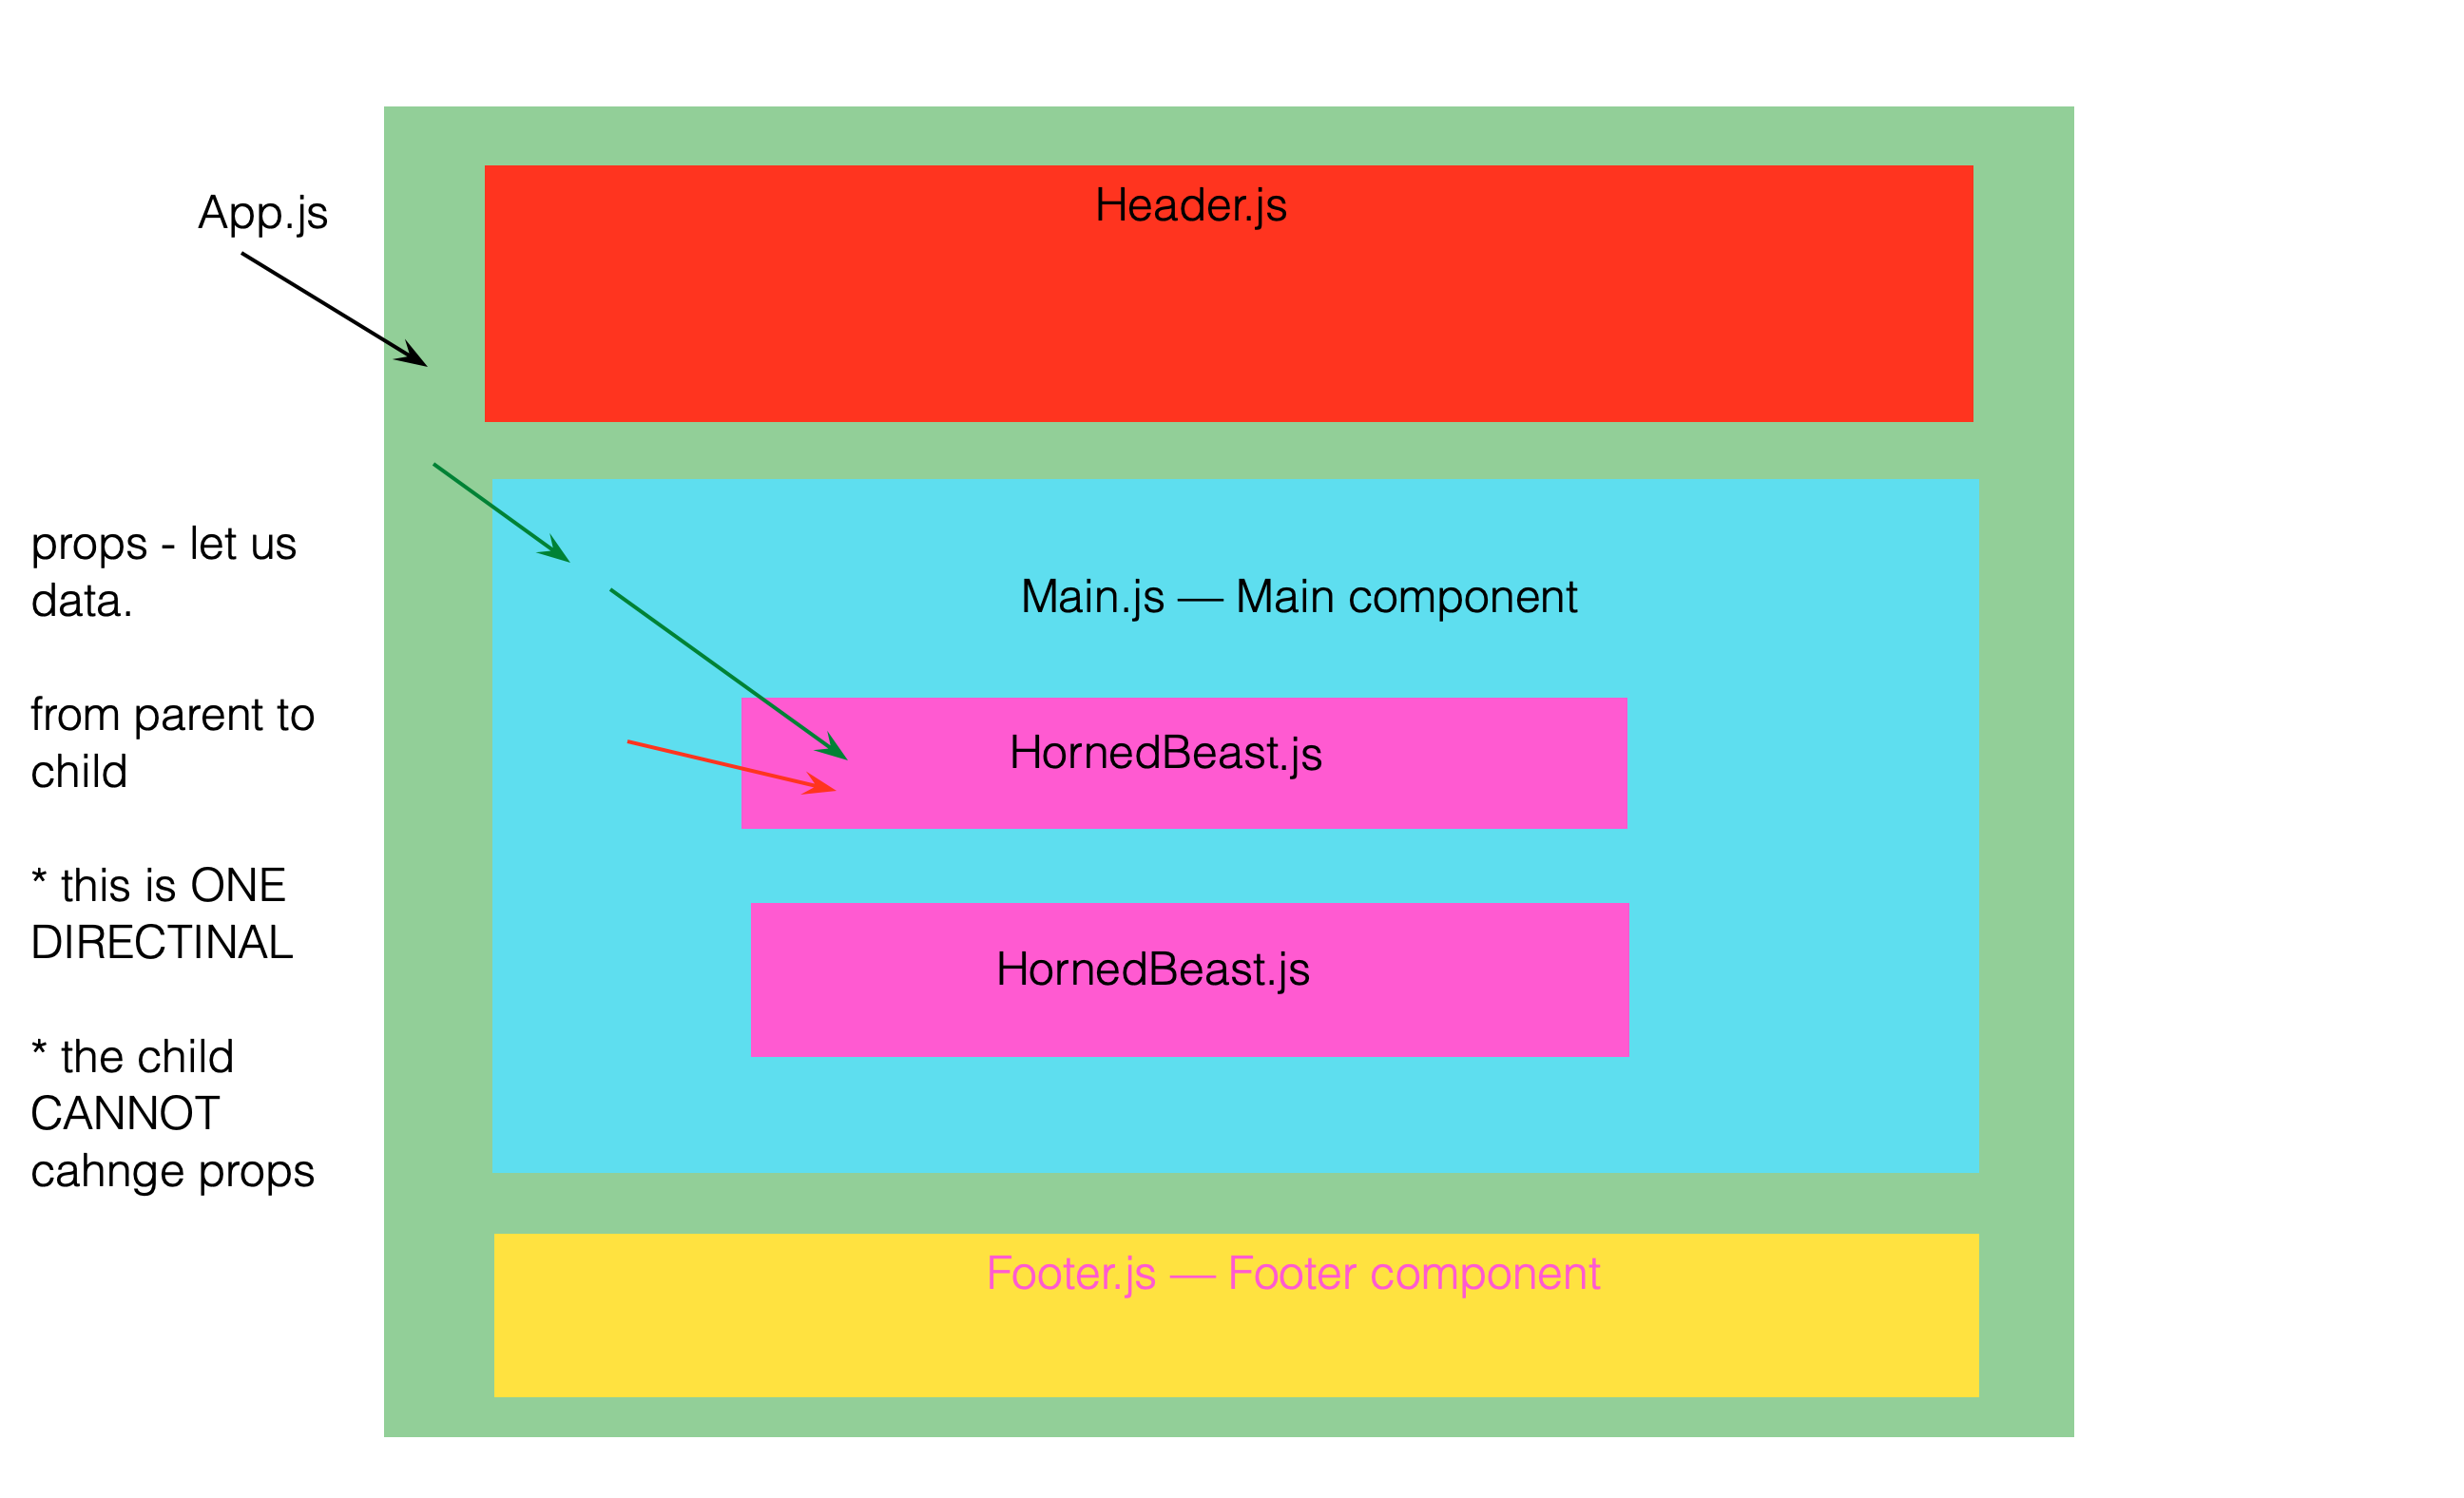 App.js
Header.js
props - let us
data.
from parent to
child
* this is ONE
DIRECTINAL
* the child
CANNOT
cahnge props
Main.js — Main component
HornedBeast.js
HornedBeast.js
Footer.js — Footer component